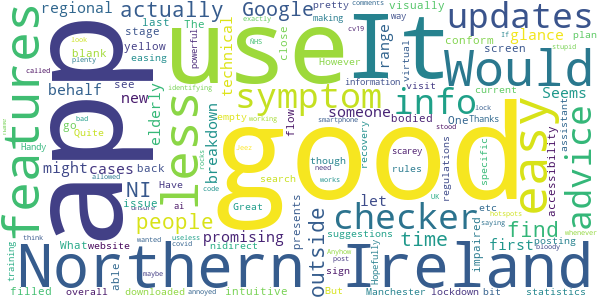 regional
actually
Google
last
stage
yellow
easing
behalf
new
features
blank
app
use
It
updates
range
visually
pretty
comments
making
way
stupid
conform
glance
plan
screen
Would
The
However
powerful
NHS
close
technical
exactly
called
plenty
look
symptom
info
easy
less
see
elderly
go
Quite
someone
bodied
One
flow
Seems
Thanks
current
assistant
accessibility
advice
might
cases
back
breakdown
empty
working
identifying
good
virtual
visit
information
cv19
smartphone
lock
specific
regulations
recovery
though
scarey
rules
need
works
stood
NI
issue
people
Have
ai
bad
allowed
rocks
code
search
let
checker
find
etc
impaired
What
website
able
promising
Great
nidirect
presents
outside
suggestions
time
first
posting
UK
saying
hotspots
bloody
whenever
training
think
filled
overall
wanted
covid
maybe
downloaded
useless
annoyed
intuitive
But
sign
post
Anyhow
Hopefully
Manchester
lockdown
bit
statistics
Handy
If
Northern
Ireland